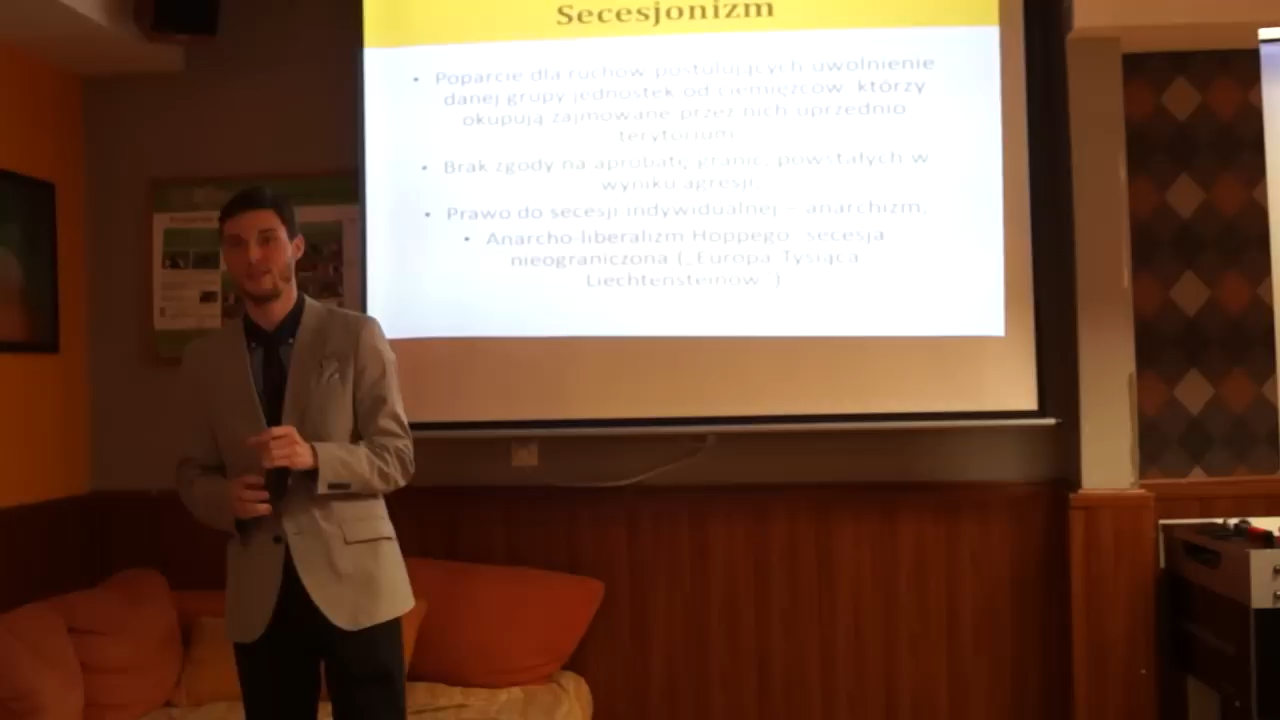 Secesjonizm
• Poparcie dla ruchów postulujących uwolnienie
danej grupy jednostek od ciemiężców, którzy
okupują zajmowane przez nich uprzednio
terytorium
• Brak zgody na aprobatę granic, powstałych w
wyniku agresji
• Prawo do secesji indywidualnej – anarchizm,
• Anarcho-liberalizm Hoppego: secesja
nieograniczona („Europa Tysiąca
Liechtensteinów”)